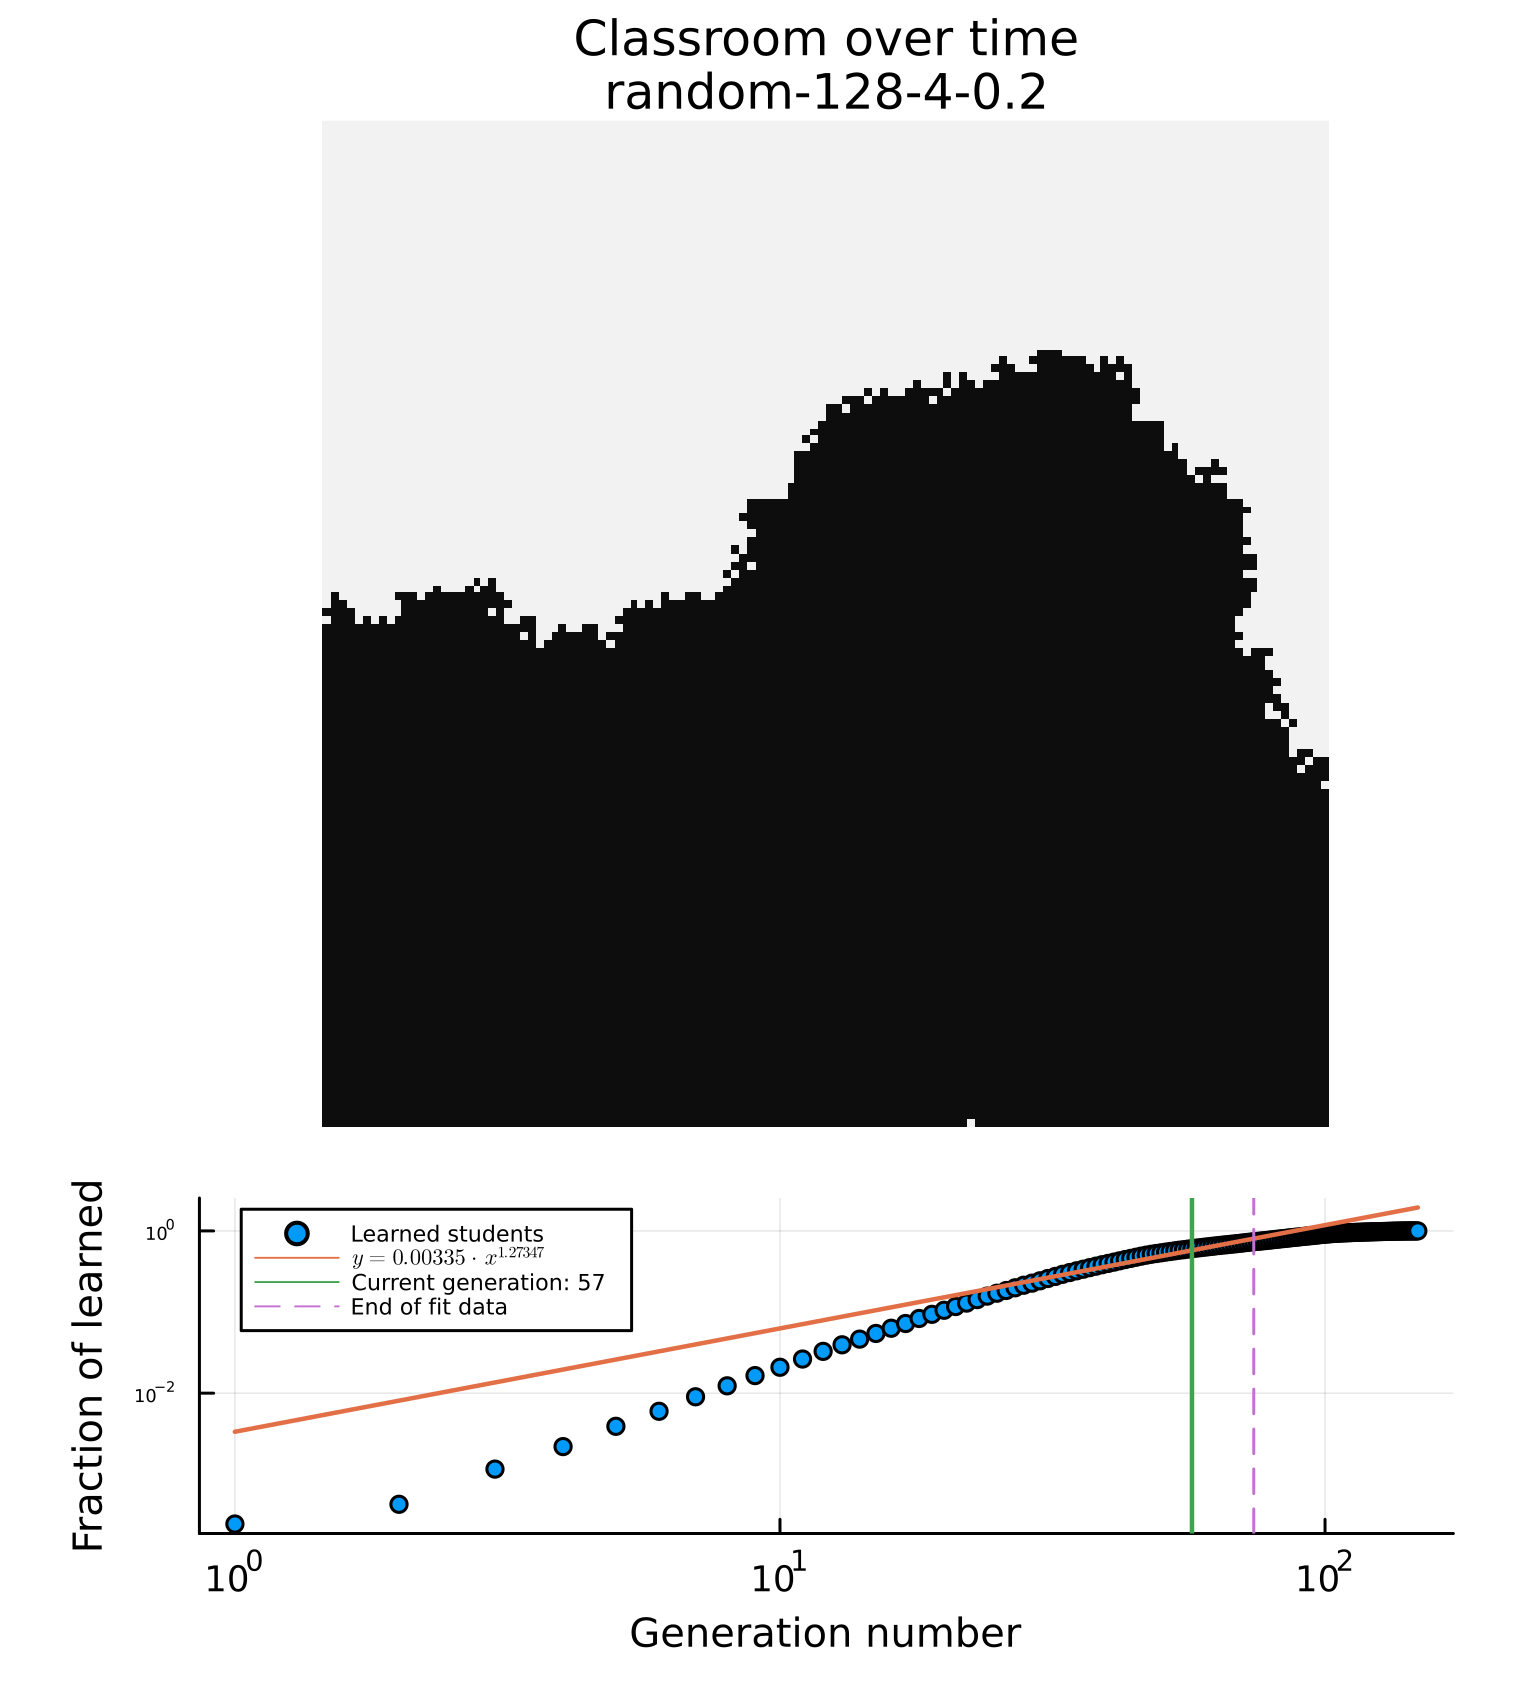 Classroom over time
random-128-4-0.2
Fraction of learned
10^0
10^-2
Learned students
y = 0.00335 · x^1.27347
Current generation: 57
End of fit data
10^0 10^1 10^2
Generation number